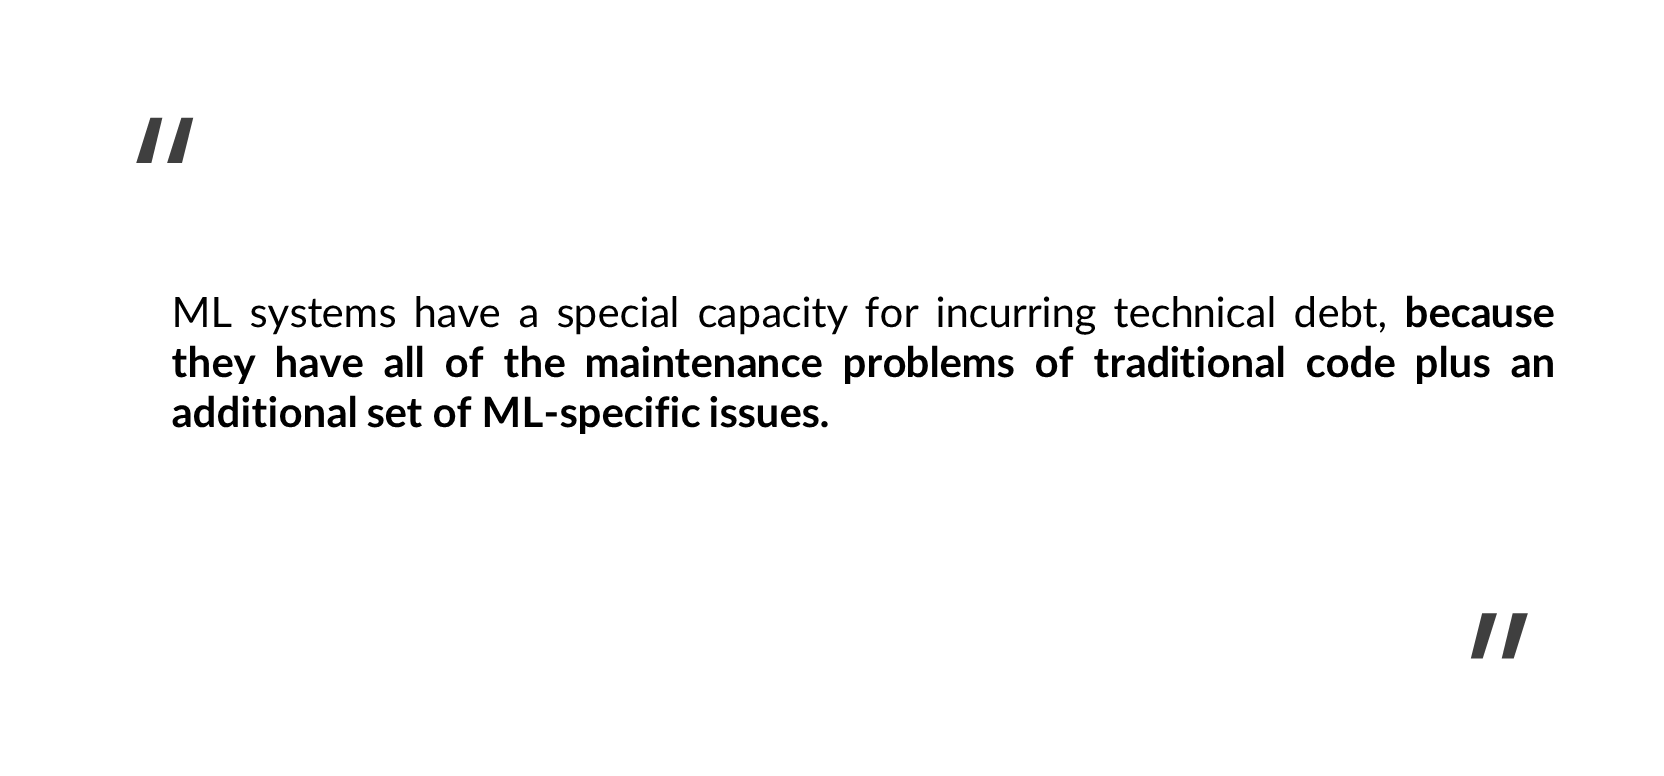 "
ML systems have a special capacity for incurring technical debt, because
they have all of the maintenance problems of traditional code plus an
additional set of ML-specific issues.
"